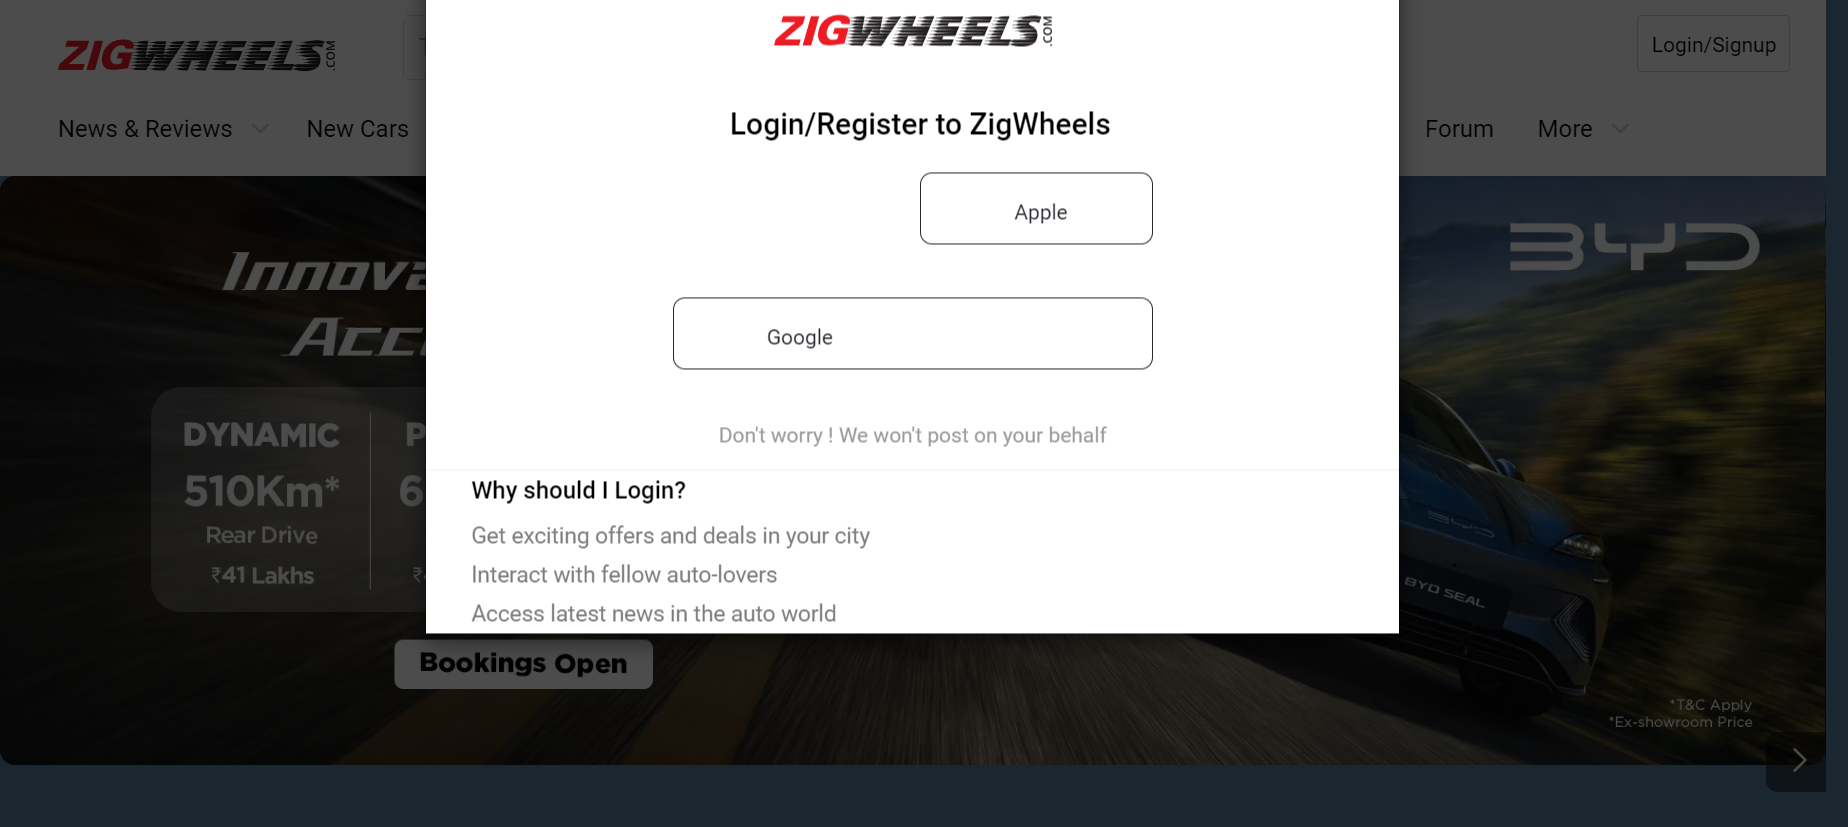 ZIGWHEELS.COM
Login/Signup
News & Reviews
New Cars
Forum
More
ZIGWHEELS.COM
Login/Register to ZigWheels
Apple
Google
Don't worry ! We won't post on your behalf
Why should I Login?
Get exciting offers and deals in your city
Interact with fellow auto-lovers
Access latest news in the auto world
BYD
DYNAMIC
510Km*
Rear Drive
₹41 Lakhs
Bookings Open
BYD
BYD SEAL
*T&C Apply
*Ex-showroom Price